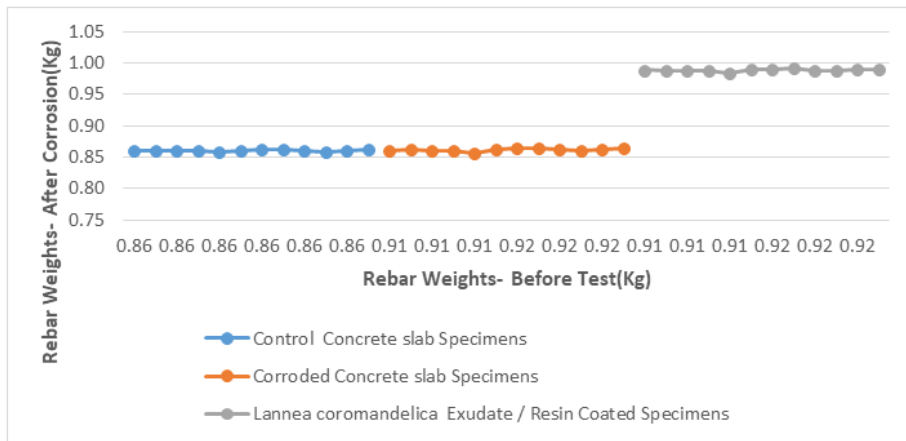 Rebar Weights- After Corrosion(Kg)
1.05
1.00
0.95
0.90
0.85
0.80
0.75
0.86 0.86 0.86 0.86 0.86 0.86 0.91 0.91 0.91 0.92 0.92 0.92 0.91 0.91 0.91 0.92 0.92 0.92
Rebar Weights- Before Test(Kg)
Control Concrete slab Specimens
Corroded Concrete slab Specimens
Lannea coromandelica Exudate / Resin Coated Specimens